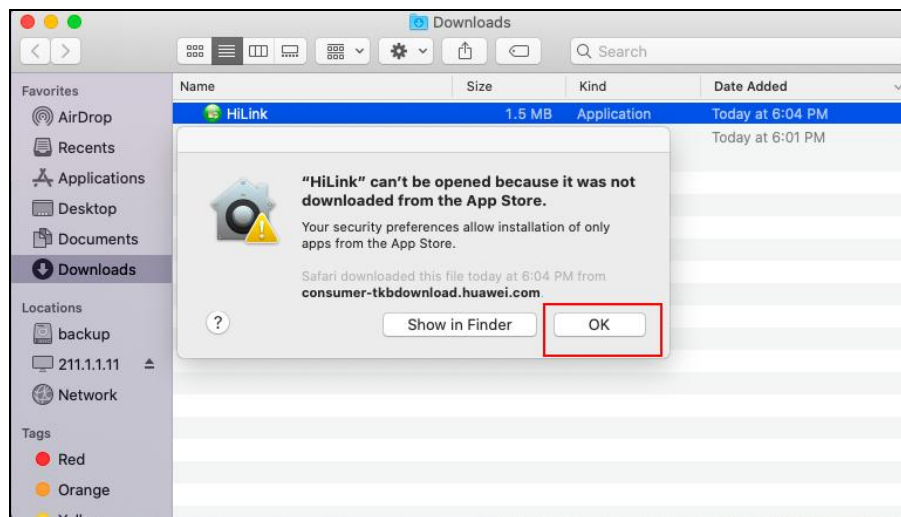 Downloads
Search
Favorites
AirDrop
Recents
Applications
Desktop
Documents
Downloads
Locations
backup
211.1.1.11
Network
Tags
Red
Orange
Name Size Kind Date Added
HiLink 1.5 MB Application Today at 6:04 PM
Today at 6:01 PM
“HiLink” can’t be opened because it was not
downloaded from the App Store.
Your security preferences allow installation of only
apps from the App Store.
Safari downloaded this file today at 6:04 PM from
consumer-tkbdownload.huawei.com.
?
Show in Finder OK